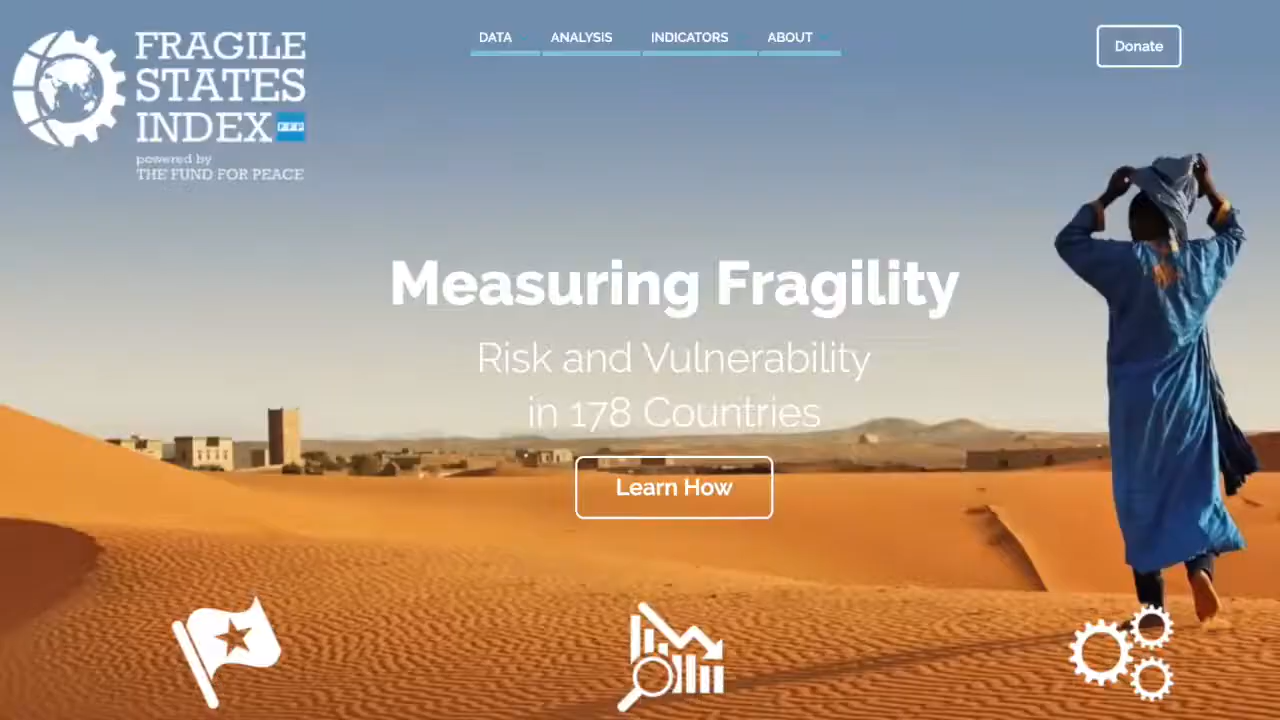 FRAGILE
STATES
INDEX FFP
powered by
THE FUND FOR PEACE
DATA
ANALYSIS
INDICATORS
ABOUT
Donate
Measuring Fragility
Risk and Vulnerability
in 178 Countries
Learn How